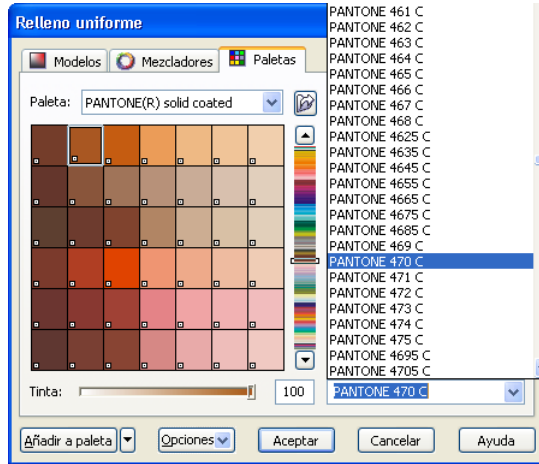 Relleno uniforme
Modelos
Mezcladores
Paletas
Paleta:
PANTONE(R) solid coated
Tinta:
100
PANTONE 461 C
PANTONE 462 C
PANTONE 463 C
PANTONE 464 C
PANTONE 465 C
PANTONE 466 C
PANTONE 467 C
PANTONE 468 C
PANTONE 4625 C
PANTONE 4635 C
PANTONE 4645 C
PANTONE 4655 C
PANTONE 4665 C
PANTONE 4675 C
PANTONE 4685 C
PANTONE 469 C
PANTONE 470 C
PANTONE 471 C
PANTONE 472 C
PANTONE 473 C
PANTONE 474 C
PANTONE 475 C
PANTONE 4695 C
PANTONE 4705 C
PANTONE 470 C
Añadir a paleta
Opciones
Aceptar
Cancelar
Ayuda